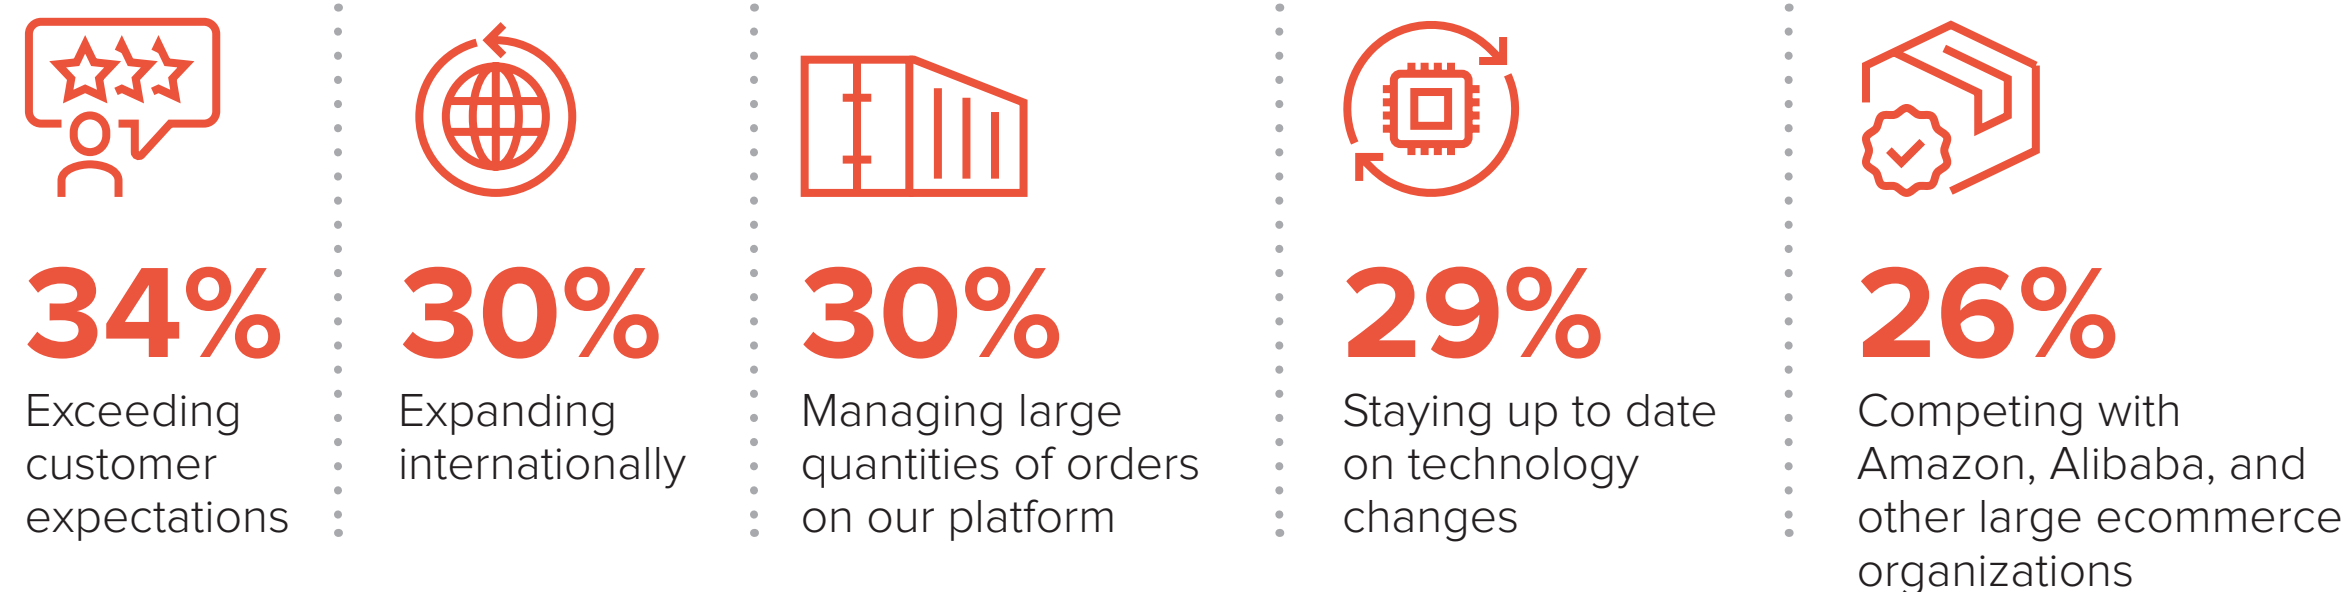 34%
Exceeding
customer
expectations
30%
Expanding
internationally
30%
Managing large
quantities of orders
on our platform
29%
Staying up to date
on technology
changes
26%
Competing with
Amazon, Alibaba, and
other large ecommerce
organizations